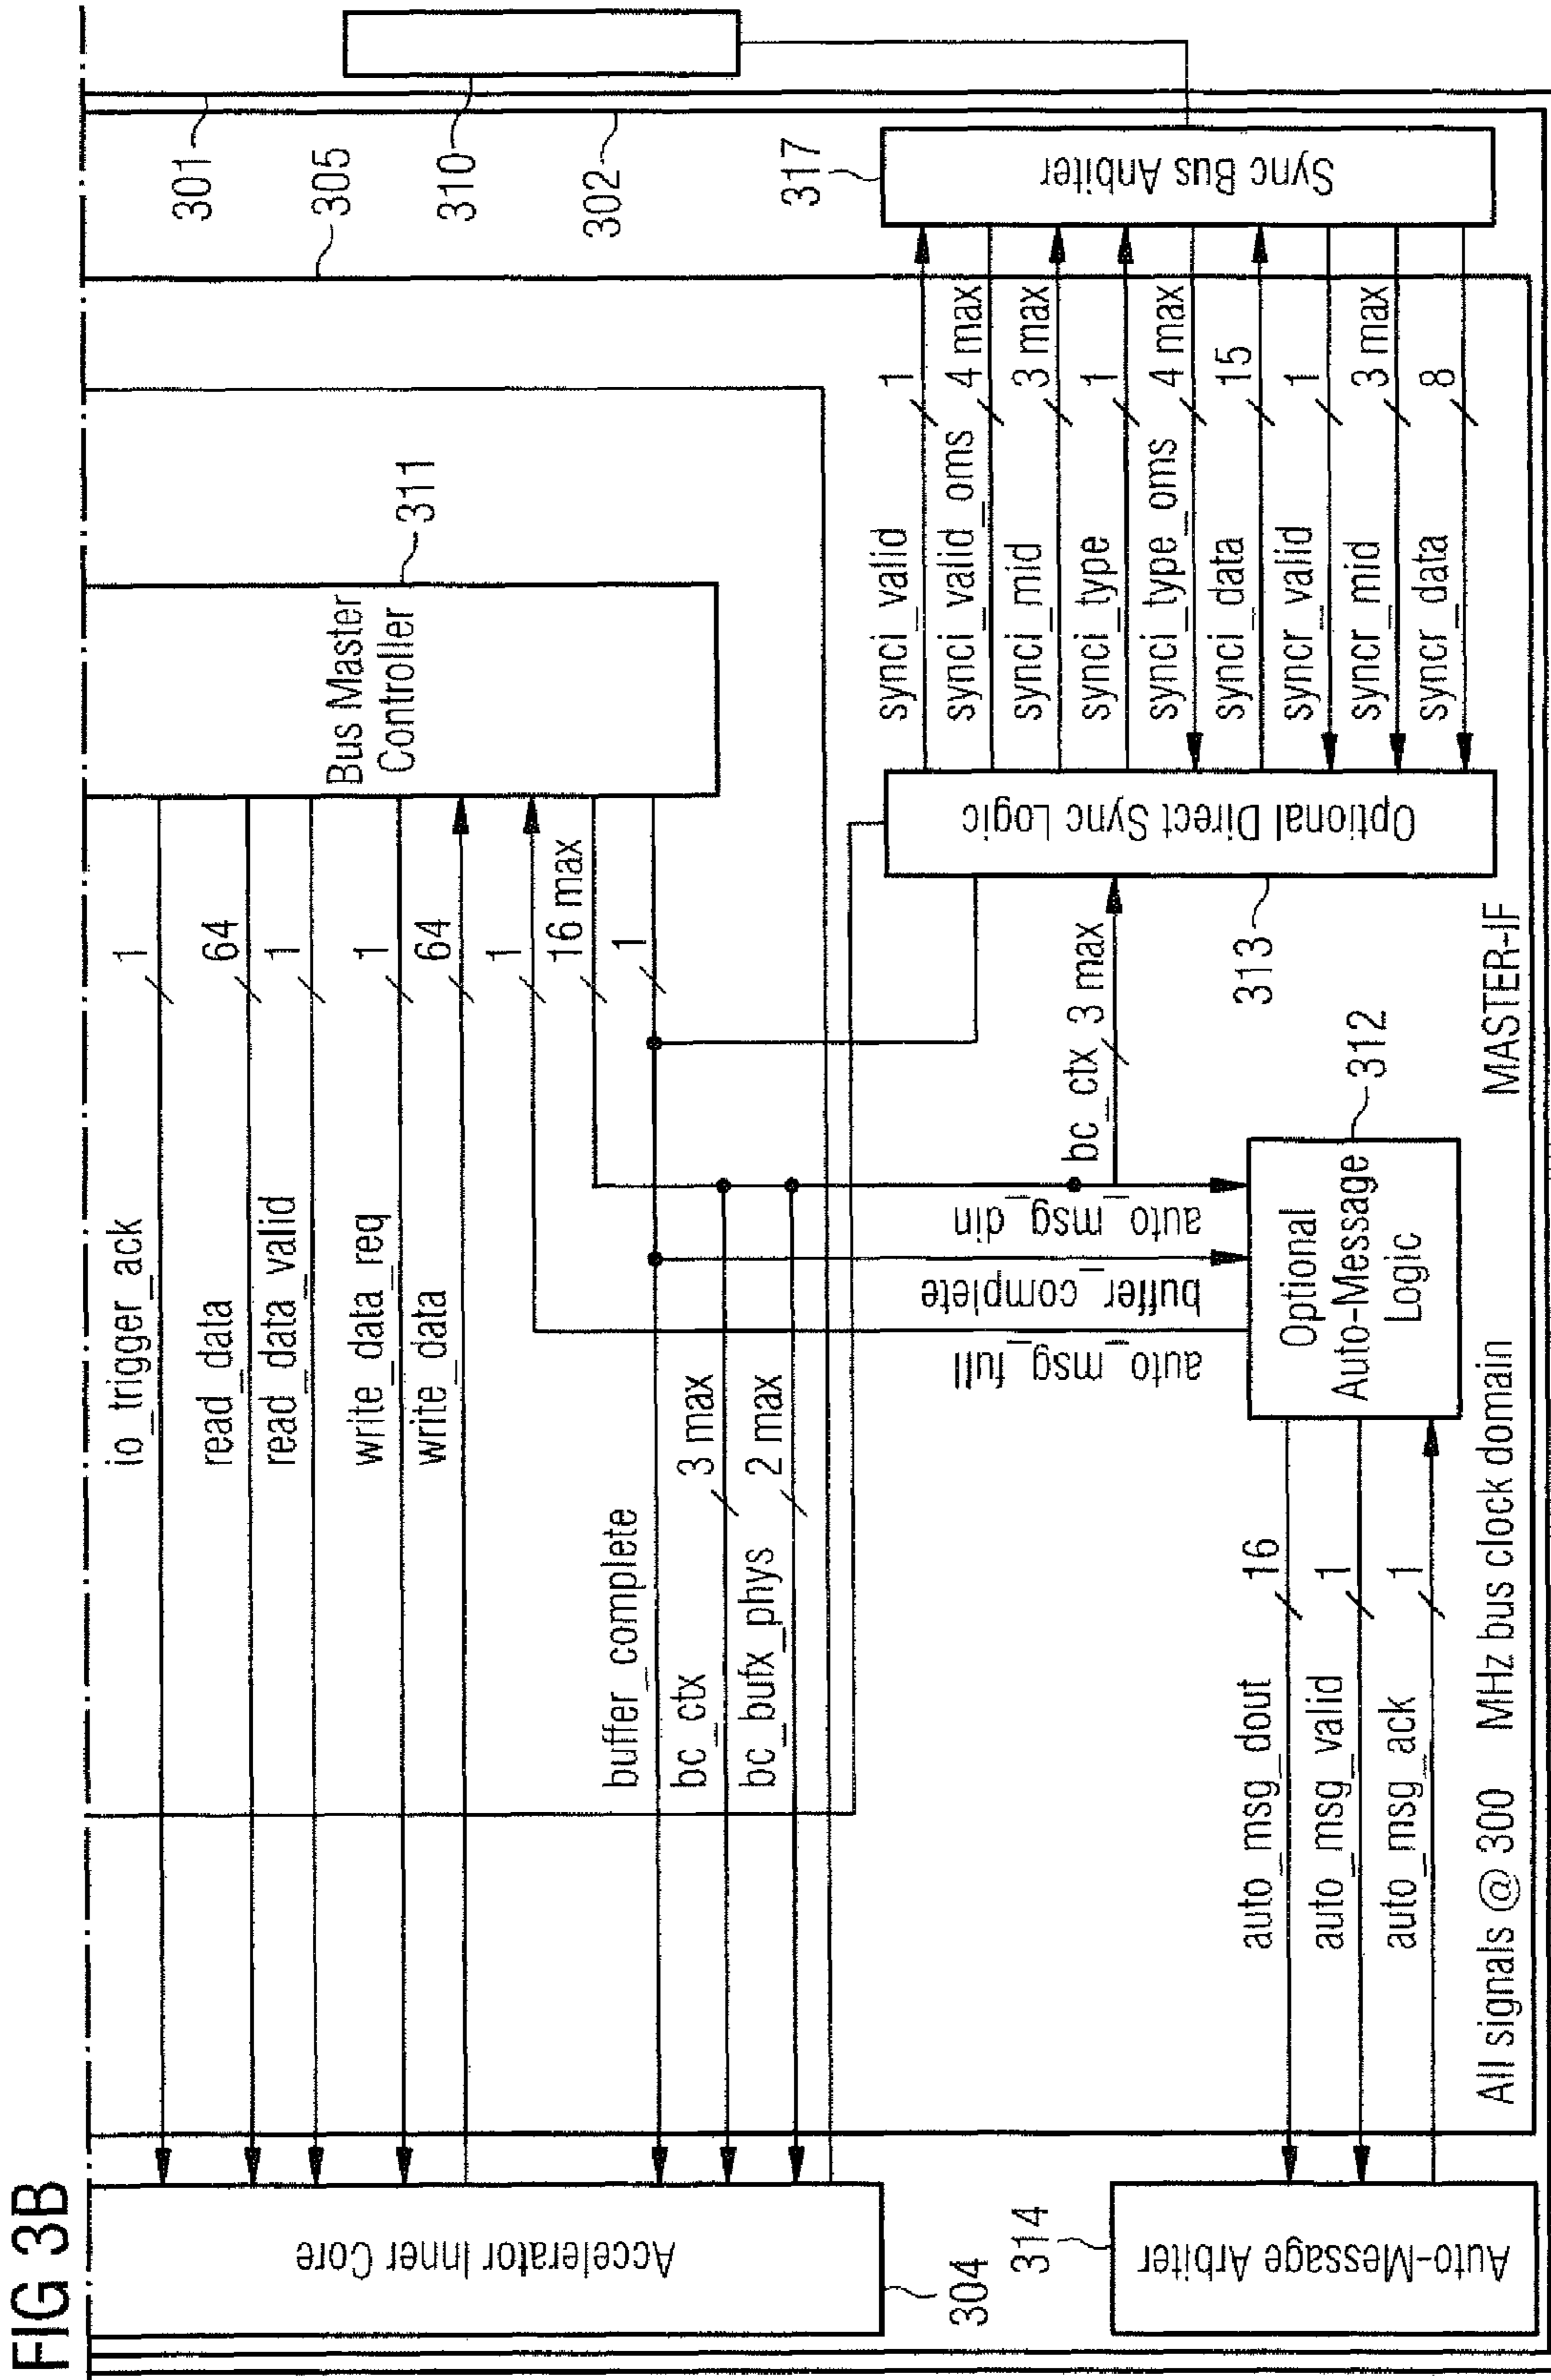 FIG 3B
301
305
310
302
317
Sync Bus Anbiter
311
Bus Master
Controller
io_trigger_ack
1
read_data
64
read_data_valid
1
write_data_req
1
write_data
64
1
16 max
1
buffer_complete
bc_ctx
3 max
bc_bufx_phys
2 max
Accelerator Inner Core
304
synci_valid
1
synci_valid_oms
4 max
synci_mid
3 max
synci_type
1
synci_type_oms
4 max
synci_data
15
syncr_valid
1
syncr_mid
3 max
syncr_data
8
Optional Direct Sync Logic
313
bc_ctx
3 max
auto_msg_din
buffer_complete
auto_msg_full
312
Optional
Auto-Message
Logic
MASTER-IF
auto_msg_dout
16
auto_msg_valid
1
auto_msg_ack
1
314
Auto-Message Arbiter
All signals @ 300 MHz bus clock domain